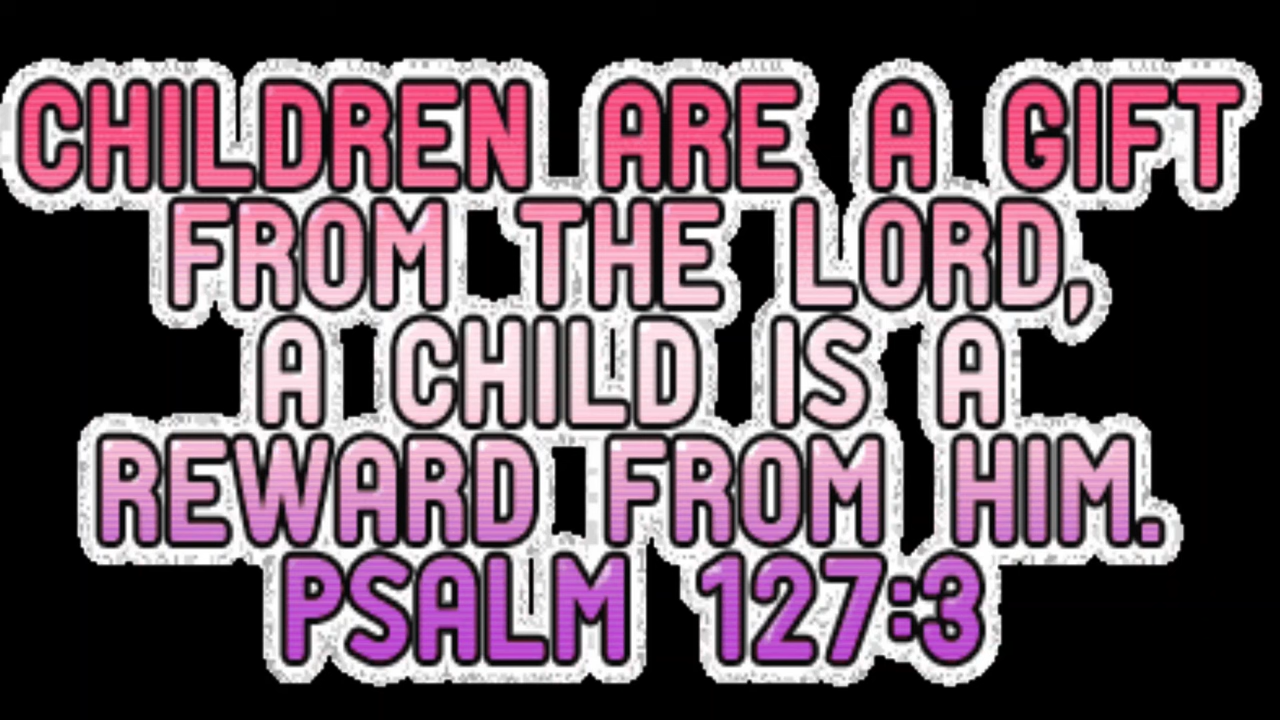 CHILDREN ARE A GIFT
FROM THE LORD,
A CHILD IS A
REWARD FROM HIM.
PSALM 127:3